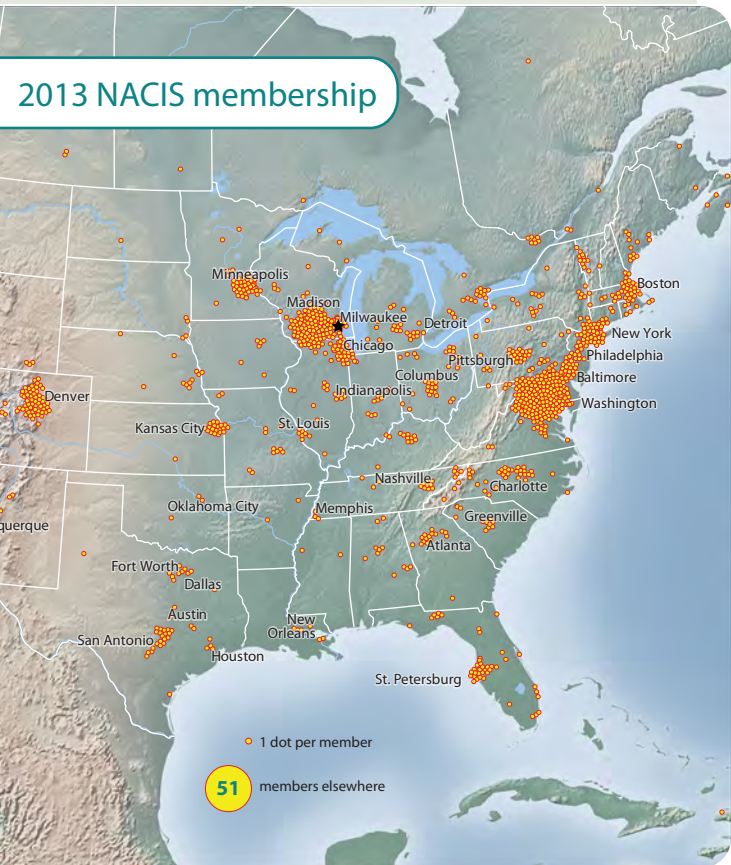 2013 NACIS membership
Minneapolis
Madison
Milwaukee
Boston
Detroit
New York
Chicago
Pittsburgh
Philadelphia
Columbus
Baltimore
Indianapolis
Denver
Washington
Kansas City
St. Louis
Nashville
Charlotte
Oklahoma City
Memphis
Greenville
querque
Atlanta
Fort Worth
Dallas
Austin
New
Orleans
San Antonio
Houston
St. Petersburg
1 dot per member
51 members elsewhere